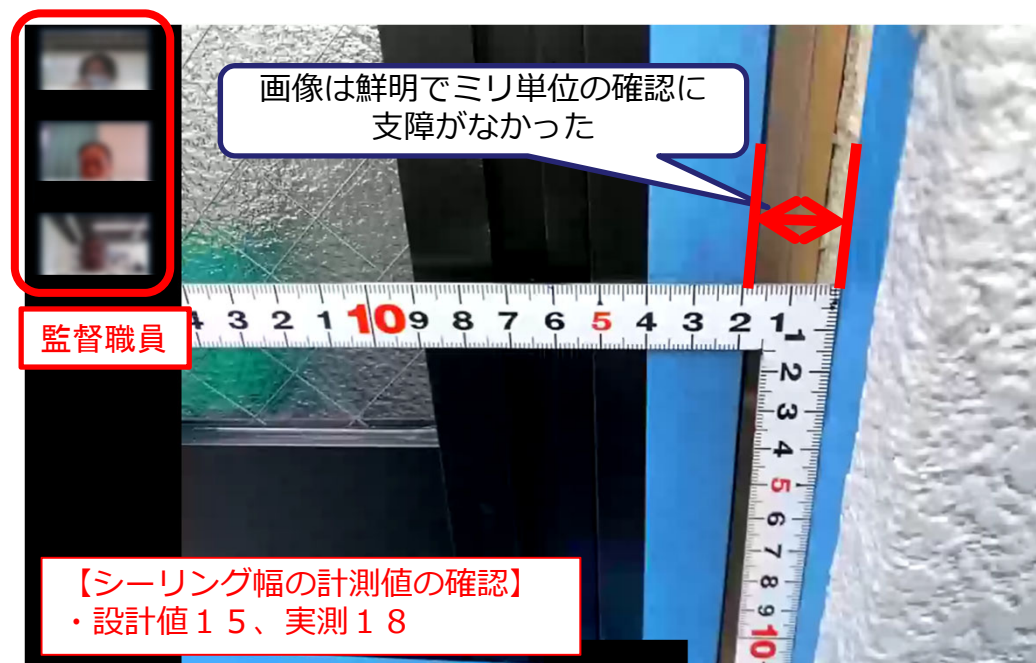 画像は鮮明でミリ単位の確認に
支障がなかった
監督職員
4 3 2 1 10 9 8 7 6 5 4 3 2 1
1
2
3
4
5
6
7
8
9
10
【シーリング幅の計測値の確認】
・設計値１５、実測１８